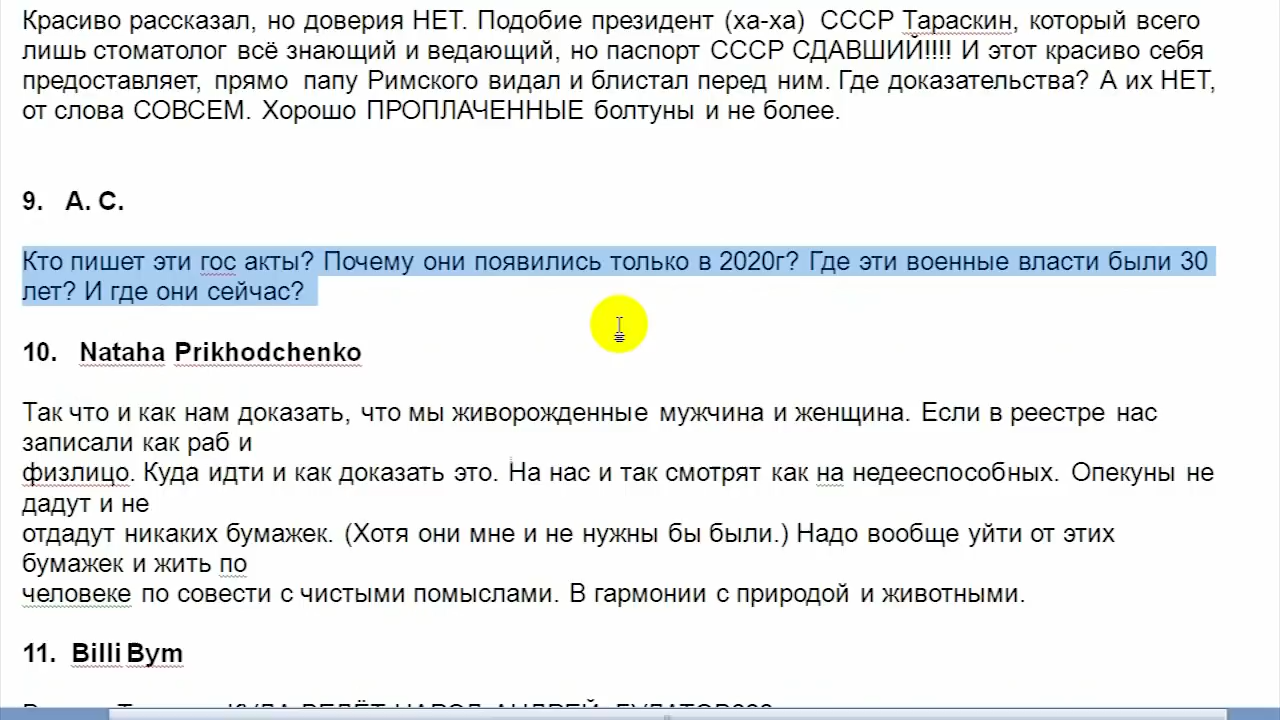 Красиво рассказал, но доверия НЕТ. Подобие президент (ха-ха) СССР Тараскин, который всего
лишь стоматолог всё знающий и ведающий, но паспорт СССР СДАВШИЙ!!!! И этот красиво себя
предоставляет, прямо папу Римского видал и блистал перед ним. Где доказательства? А их НЕТ,
от слова СОВСЕМ. Хорошо ПРОПЛАЧЕННЫЕ болтуны и не более.
9. А. С.
Кто пишет эти гос акты? Почему они появились только в 2020г? Где эти военные власти были 30
лет? И где они сейчас?
10. Nataha Prikhodchenko
Так что и как нам доказать, что мы живорожденные мужчина и женщина. Если в реестре нас
записали как раб и
физлицо. Куда идти и как доказать это. На нас и так смотрят как на недееспособных. Опекуны не
дадут и не
отдадут никаких бумажек. (Хотя они мне и не нужны бы были.) Надо вообще уйти от этих
бумажек и жить по
человеке по совести с чистыми помыслами. В гармонии с природой и животными.
11. Billi Bym
КУДА ВЕДЁТ НАРОД АНДРЕЙ